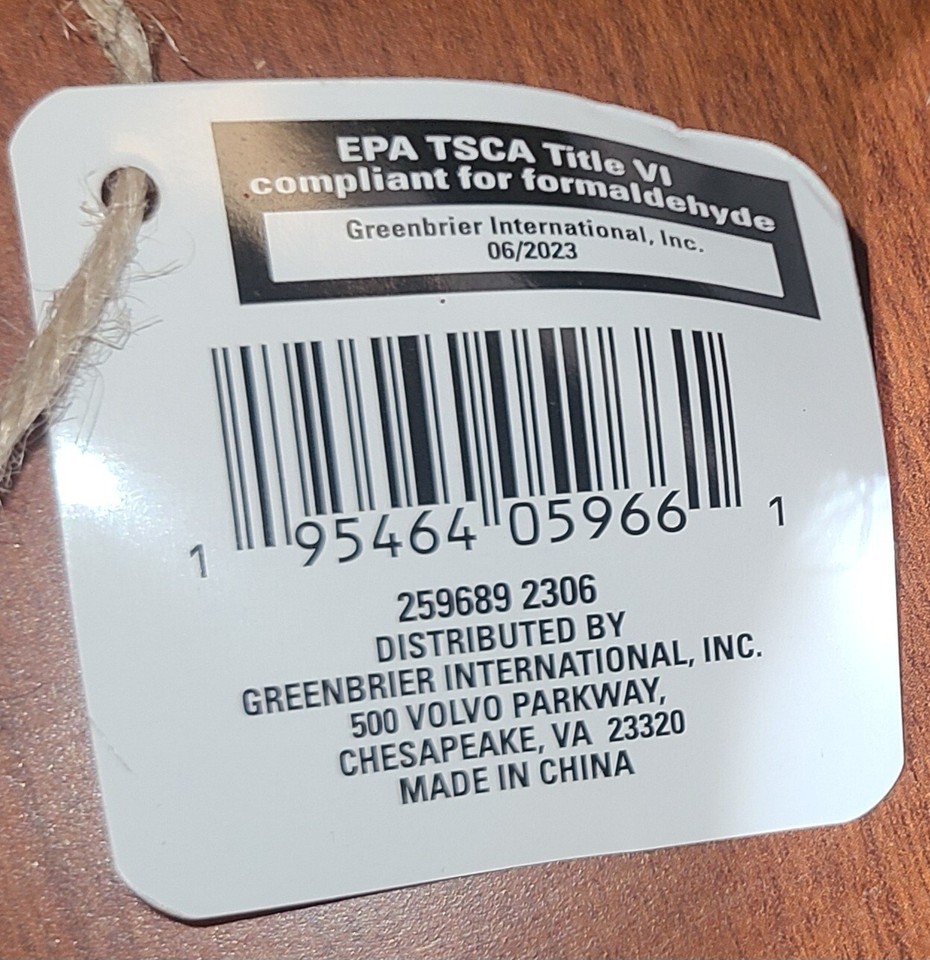 EPA TSCA Title VI
compliant for formaldehyde
Greenbrier International, Inc.
06/2023
1 95464 05966 1
259689 2306
DISTRIBUTED BY
GREENBRIER INTERNATIONAL, INC.
500 VOLVO PARKWAY,
CHESAPEAKE, VA 23320
MADE IN CHINA